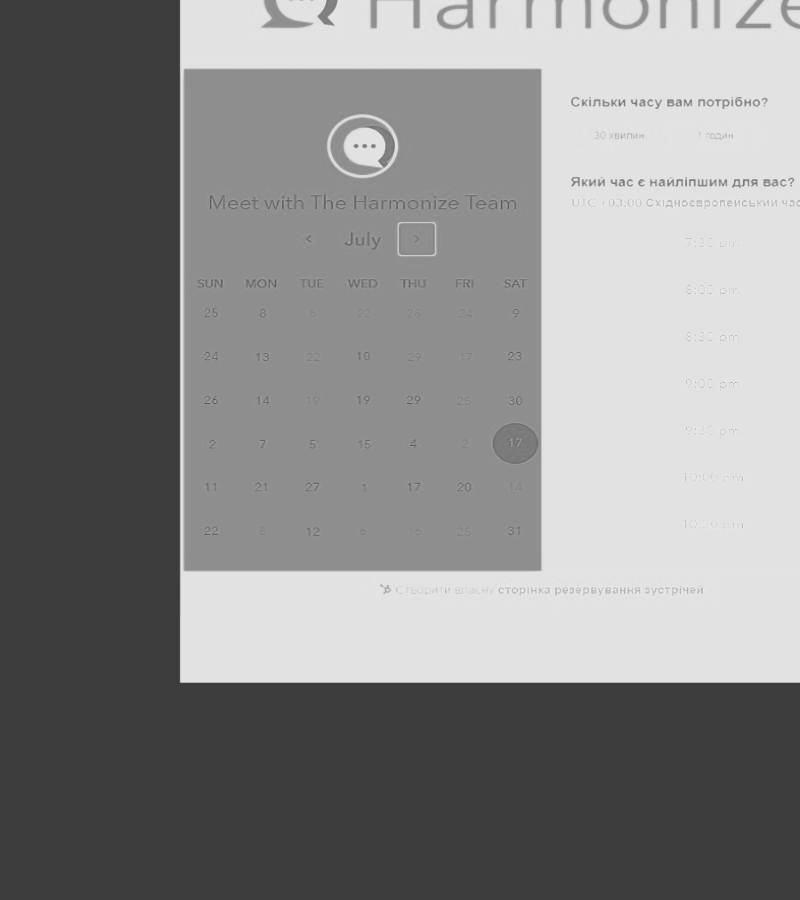 Harmonize
Meet with The Harmonize Team
< July >
SUN MON TUE WED THU FRI SAT
25 8 6 22 26 24 9
24 13 22 10 29 17 23
26 14 19 19 29 25 30
2 7 5 15 4 2 17
11 21 27 1 17 20 14
22 8 12 6 16 25 31
Скільки часу вам потрібно?
30 хвилин 1 годин
Який час є найліпшим для вас?
UTC +03:00 Східноєвропейський час
7:30 pm
8:00 pm
8:30 pm
9:00 pm
9:30 pm
10:00 pm
10:30 pm
Створити власну сторінка резервування зустрічей